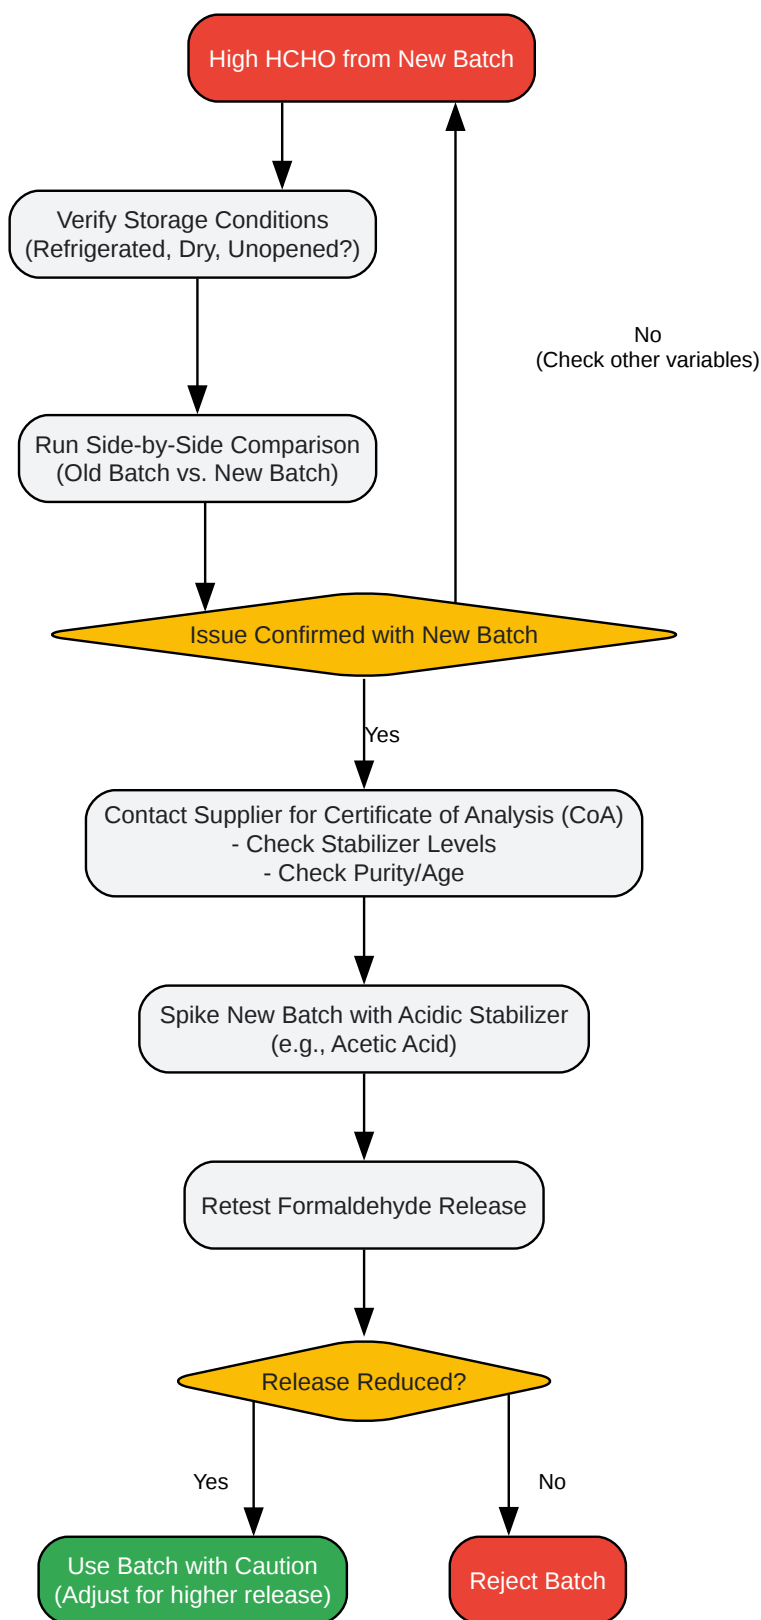 High HCHO from New Batch
Verify Storage Conditions
(Refrigerated, Dry, Unopened?)
No
(Check other variables)
Run Side-by-Side Comparison
(Old Batch vs. New Batch)
Issue Confirmed with New Batch
Yes
Contact Supplier for Certificate of Analysis (CoA)
- Check Stabilizer Levels
- Check Purity/Age
Spike New Batch with Acidic Stabilizer
(e.g., Acetic Acid)
Retest Formaldehyde Release
Release Reduced?
Yes
No
Use Batch with Caution
(Adjust for higher release)
Reject Batch